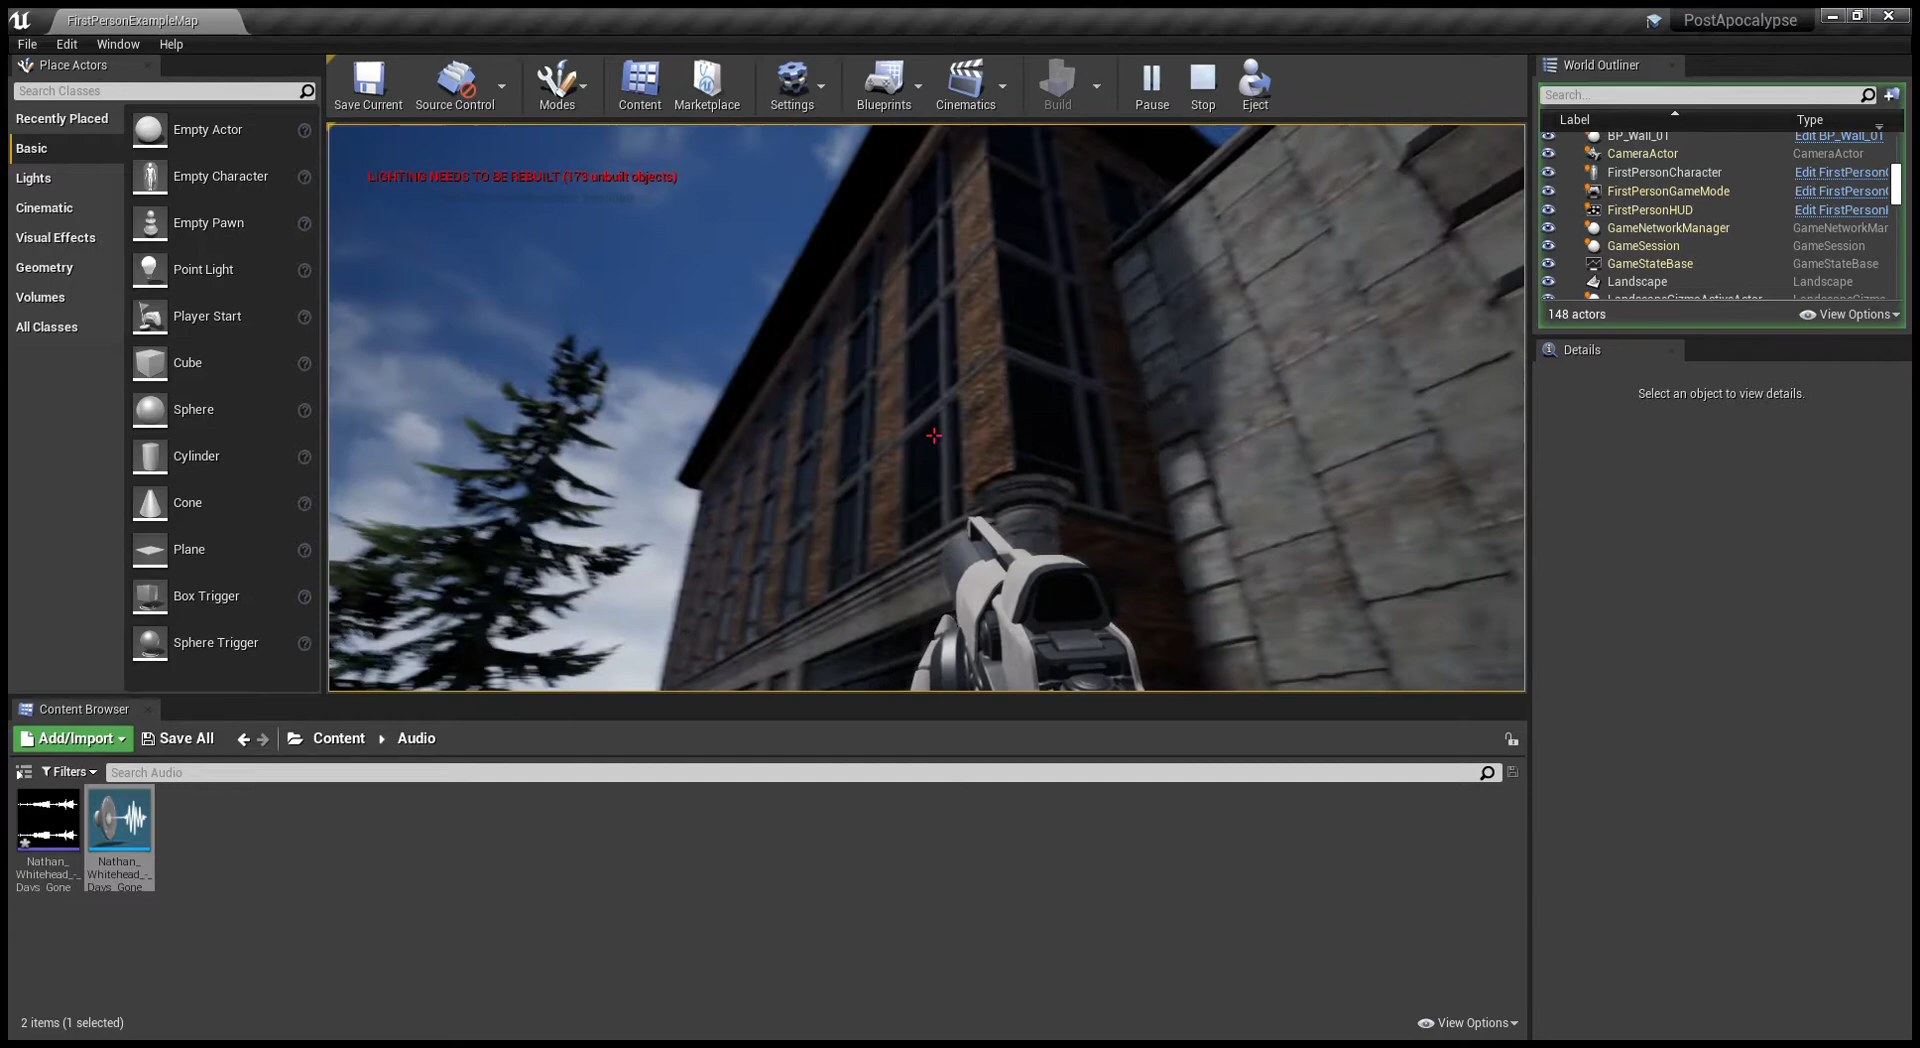 FirstPersonExampleMap
PostApocalypse
File Edit Window Help
Place Actors
Search Classes
Recently Placed
Basic
Lights
Cinematic
Visual Effects
Geometry
Volumes
All Classes
Empty Actor
Empty Character
Empty Pawn
Point Light
Player Start
Cube
Sphere
Cylinder
Cone
Plane
Box Trigger
Sphere Trigger
Save Current
Source Control
Modes
Content
Marketplace
Settings
Blueprints
Cinematics
Build
Pause
Stop
Eject
LIGHTING NEEDS TO BE REBUILT (173 unbuilt objects)
World Outliner
Search...
Label Type
BP_Wall_01 Edit BP_Wall_01
CameraActor CameraActor
FirstPersonCharacter Edit FirstPerson
FirstPersonGameMode Edit FirstPerson
FirstPersonHUD Edit FirstPerson
GameNetworkManager GameNetworkMar
GameSession GameSession
GameStateBase GameStateBase
Landscape Landscape
LandscapeGizmoActiveActor LandscapeGizmo
148 actors View Options
Details
Select an object to view details.
Content Browser
Add/Import Save All Content Audio
Filters Search Audio
Nathan_
Whitehead_-_
Days_Gone
Nathan_
Whitehead_-_
Days_Gone
2 items (1 selected) View Options